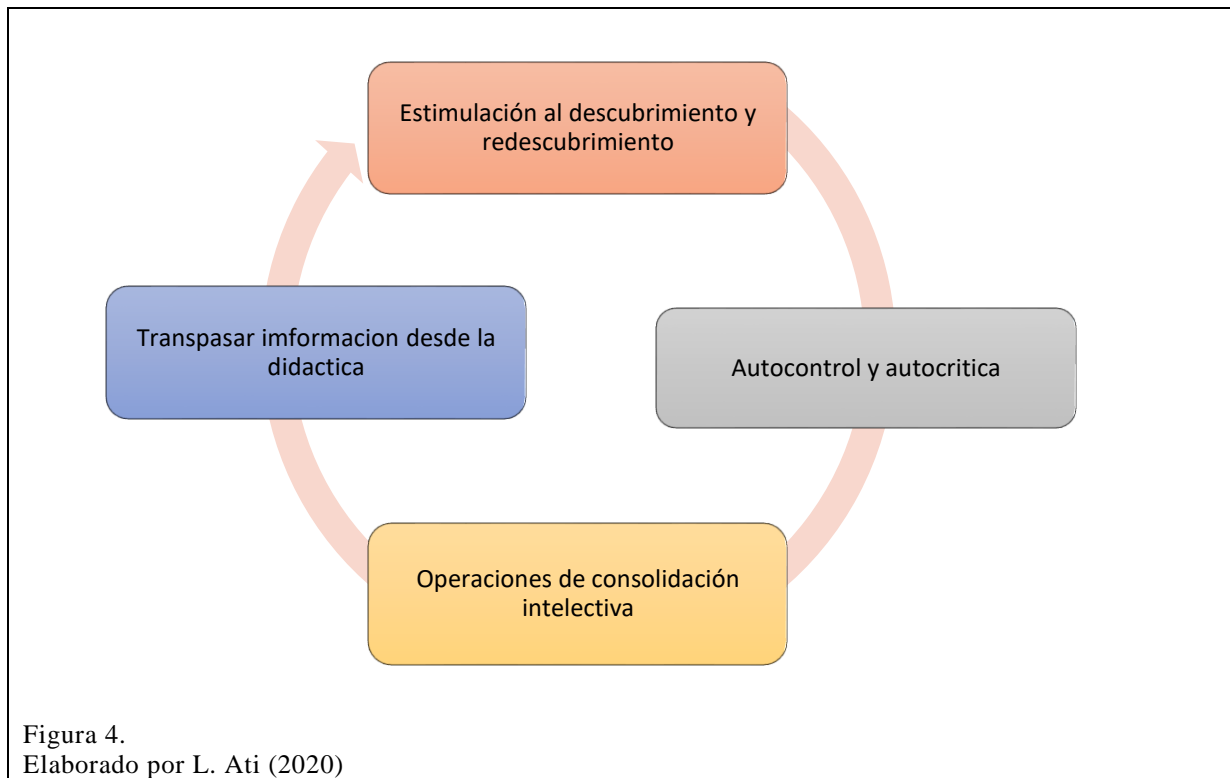 Estimulación al descubrimiento y
redescubrimiento
Transpasar imformacion desde la
didactica
Autocontrol y autocritica
Operaciones de consolidación
intelectiva
Figura 4.
Elaborado por L. Ati (2020)